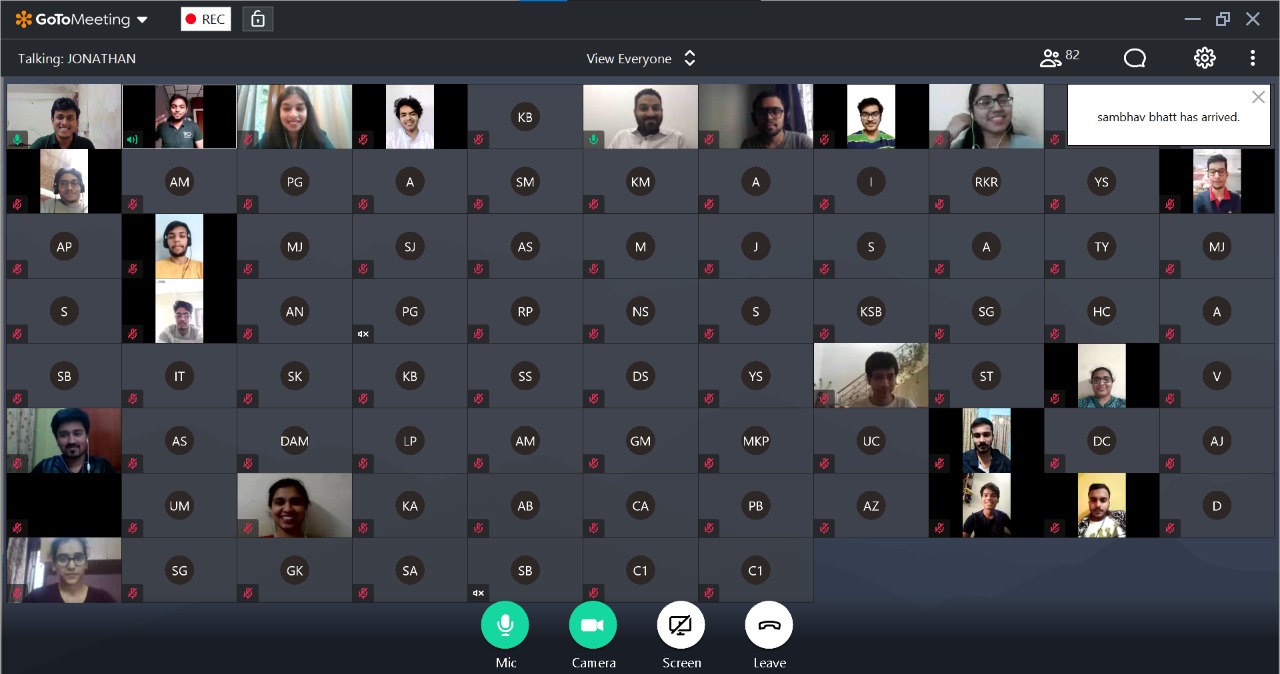 GoToMeeting
REC
Talking: JONATHAN
View Everyone
82
sambhav bhatt has arrived.
KB
AM PG A SM KM A I RKR YS
AP MJ SJ AS M J S A TY MJ
S AN PG RP NS S KSB SG HC A
SB IT SK KB SS DS YS ST V
AS DAM LP AM GM MKP UC DC AJ
UM KA AB CA PB AZ D
SG GK SA SB C1 C1
Mic Camera Screen Leave